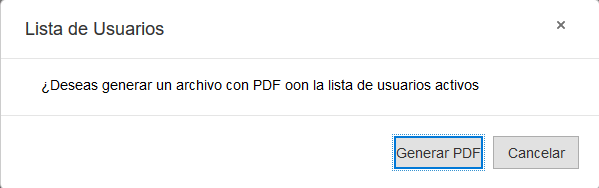 Lista de Usuarios
×
¿Deseas generar un archivo con PDF oon la lista de usuarios activos
Generar PDF
Cancelar